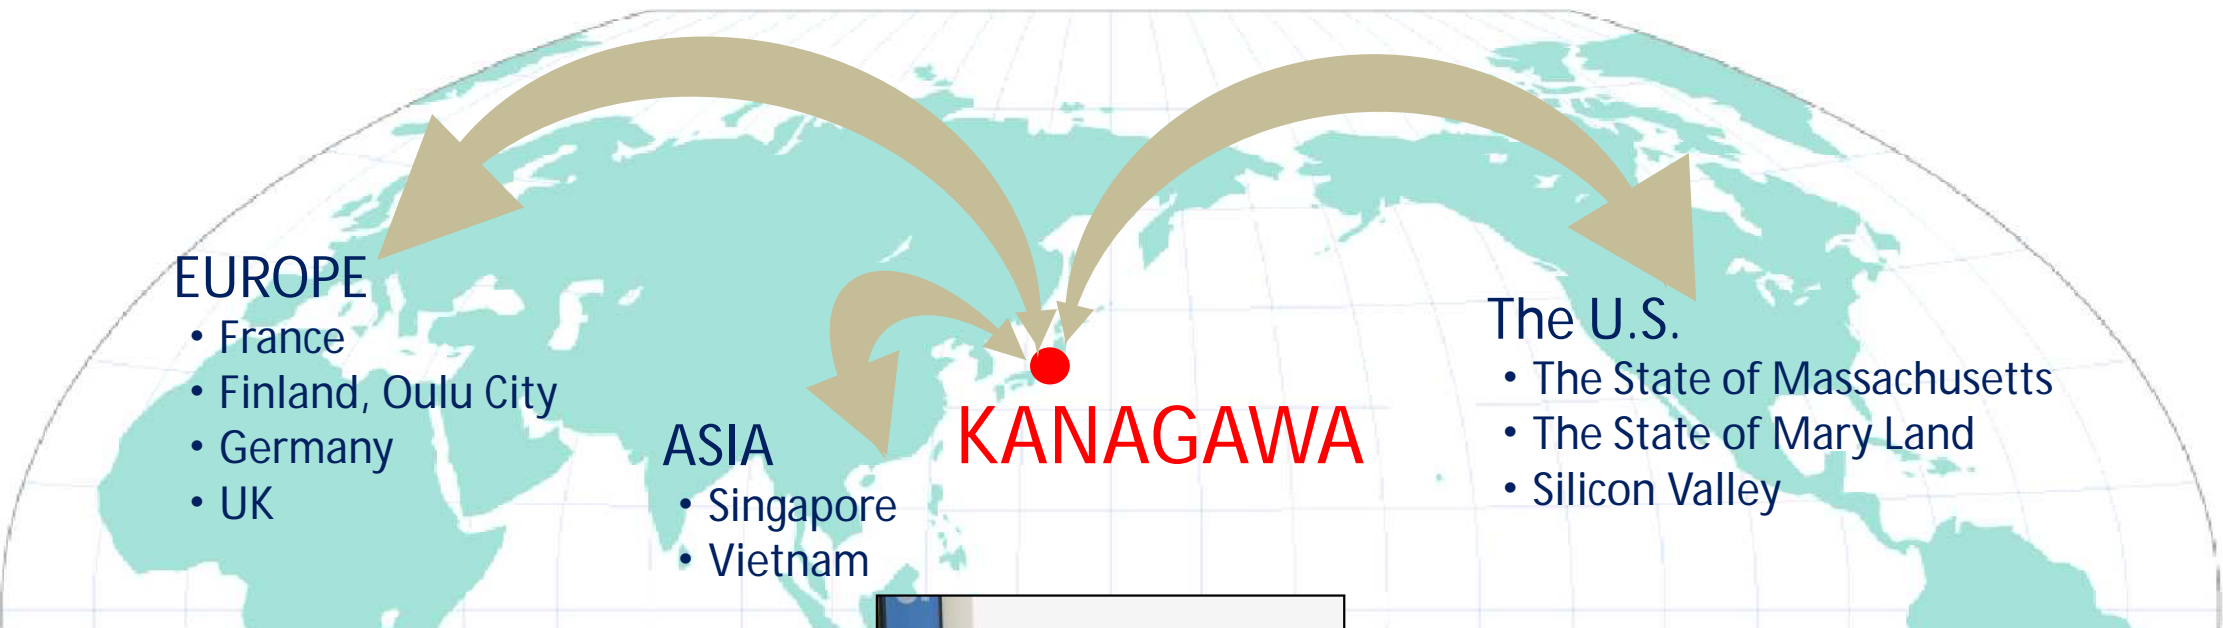 EUROPE
• France
• Finland, Oulu City
• Germany
• UK
ASIA
• Singapore
• Vietnam
KANAGAWA
The U.S.
• The State of Massachusetts
• The State of Mary Land
• Silicon Valley